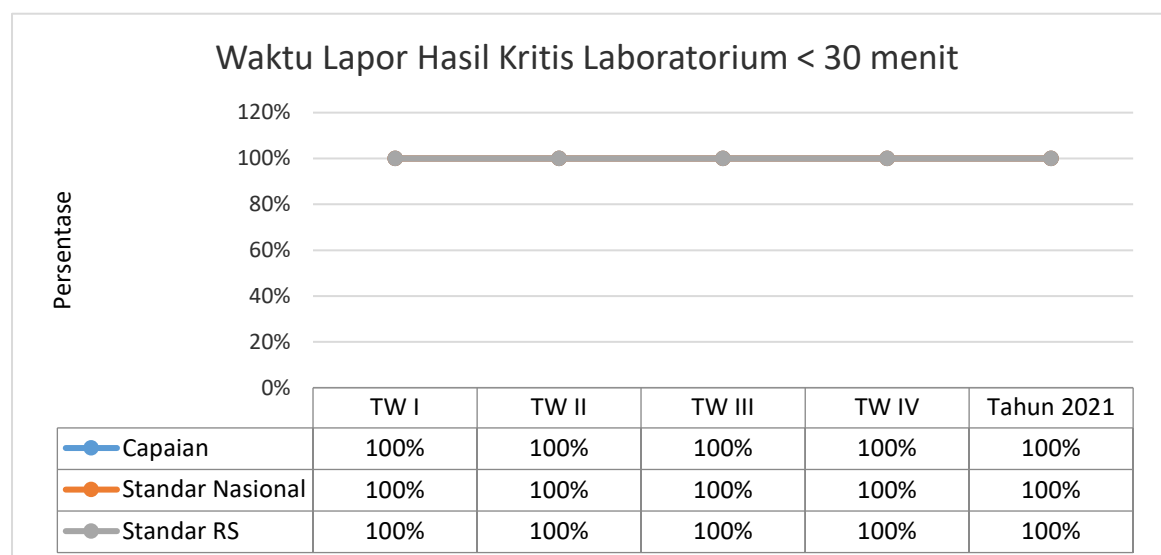 Waktu Lapor Hasil Kritis Laboratorium < 30 menit
Persentase
120%
100%
80%
60%
40%
20%
0%
TW I TW II TW III TW IV Tahun 2021
Capaian 100% 100% 100% 100% 100%
Standar Nasional 100% 100% 100% 100% 100%
Standar RS 100% 100% 100% 100% 100%